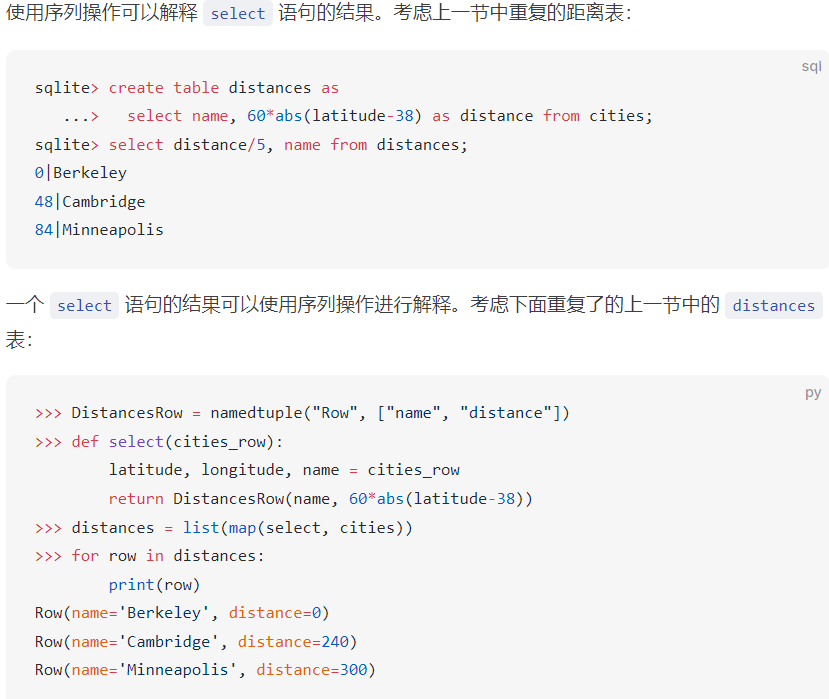 使用序列操作可以解释 select 语句的结果。考虑上一节中重复的距离表：
sql
sqlite> create table distances as
   ...>   select name, 60*abs(latitude-38) as distance from cities;
sqlite> select distance/5, name from distances;
0|Berkeley
48|Cambridge
84|Minneapolis
一个 select 语句的结果可以使用序列操作进行解释。考虑下面重复了的上一节中的 distances
表：
py
>>> DistancesRow = namedtuple("Row", ["name", "distance"])
>>> def select(cities_row):
        latitude, longitude, name = cities_row
        return DistancesRow(name, 60*abs(latitude-38))
>>> distances = list(map(select, cities))
>>> for row in distances:
        print(row)
Row(name='Berkeley', distance=0)
Row(name='Cambridge', distance=240)
Row(name='Minneapolis', distance=300)